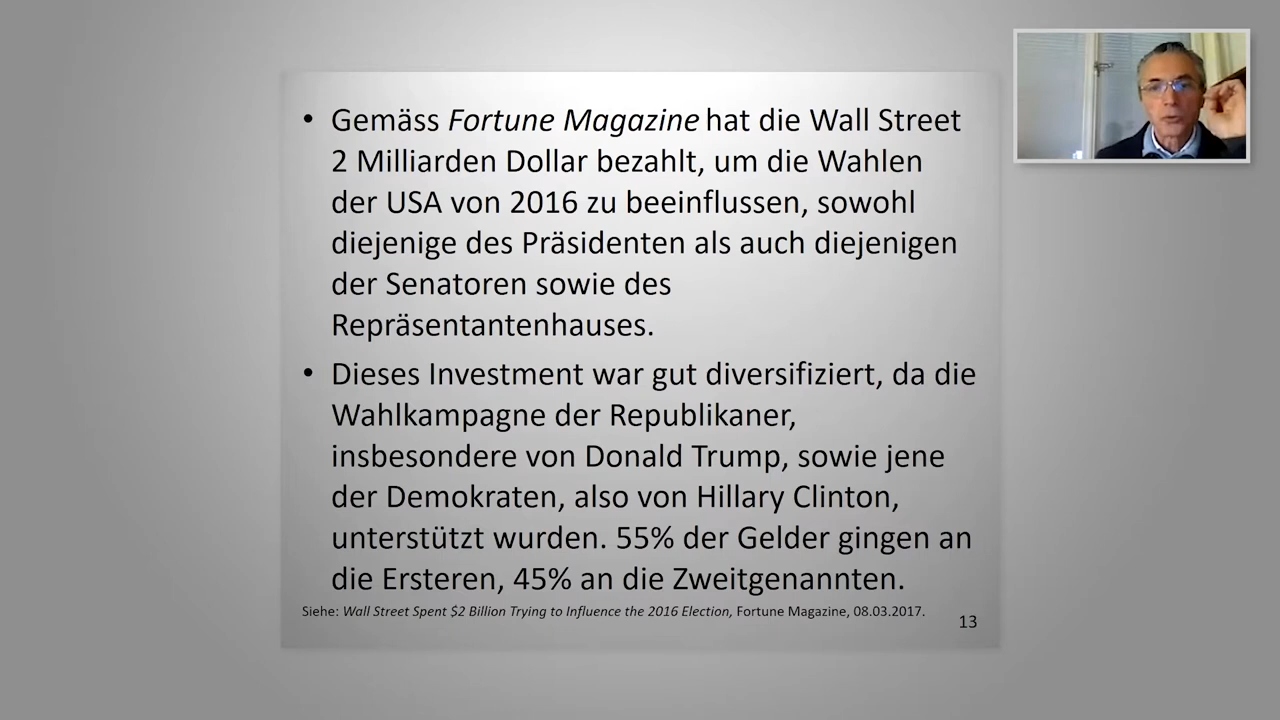 • Gemäss Fortune Magazine hat die Wall Street
2 Milliarden Dollar bezahlt, um die Wahlen
der USA von 2016 zu beeinflussen, sowohl
diejenige des Präsidenten als auch diejenigen
der Senatoren sowie des
Repräsentantenhauses.
• Dieses Investment war gut diversifiziert, da die
Wahlkampagne der Republikaner,
insbesondere von Donald Trump, sowie jene
der Demokraten, also von Hillary Clinton,
unterstützt wurden. 55% der Gelder gingen an
die Ersteren, 45% an die Zweitgenannten.
Siehe: Wall Street Spent $2 Billion Trying to Influence the 2016 Election, Fortune Magazine, 08.03.2017.
13